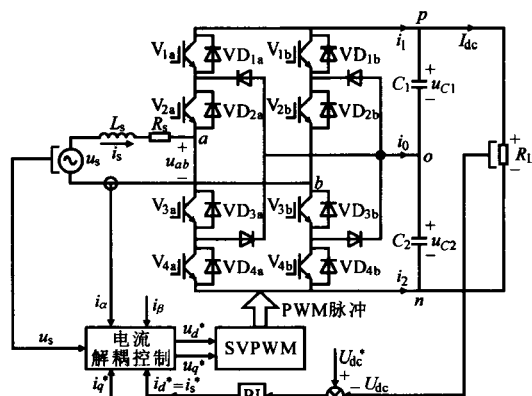 p
V1a VD1a V1b VD1b i1 Idc
C1 + uC1 −
V2a VD2a V2b VD2b
Ls Rs
is
us
+ uab −
a
i0 o
RL + −
b
V3a VD3a V3b VD3b
C2 + uC2 −
V4a VD4a V4b VD4b
i2 n
PWM脉冲
iα iβ
us
电流
解耦控制
ud*
uq*
SVPWM
Udc*
+ − Udc
iq* id*=is* PI